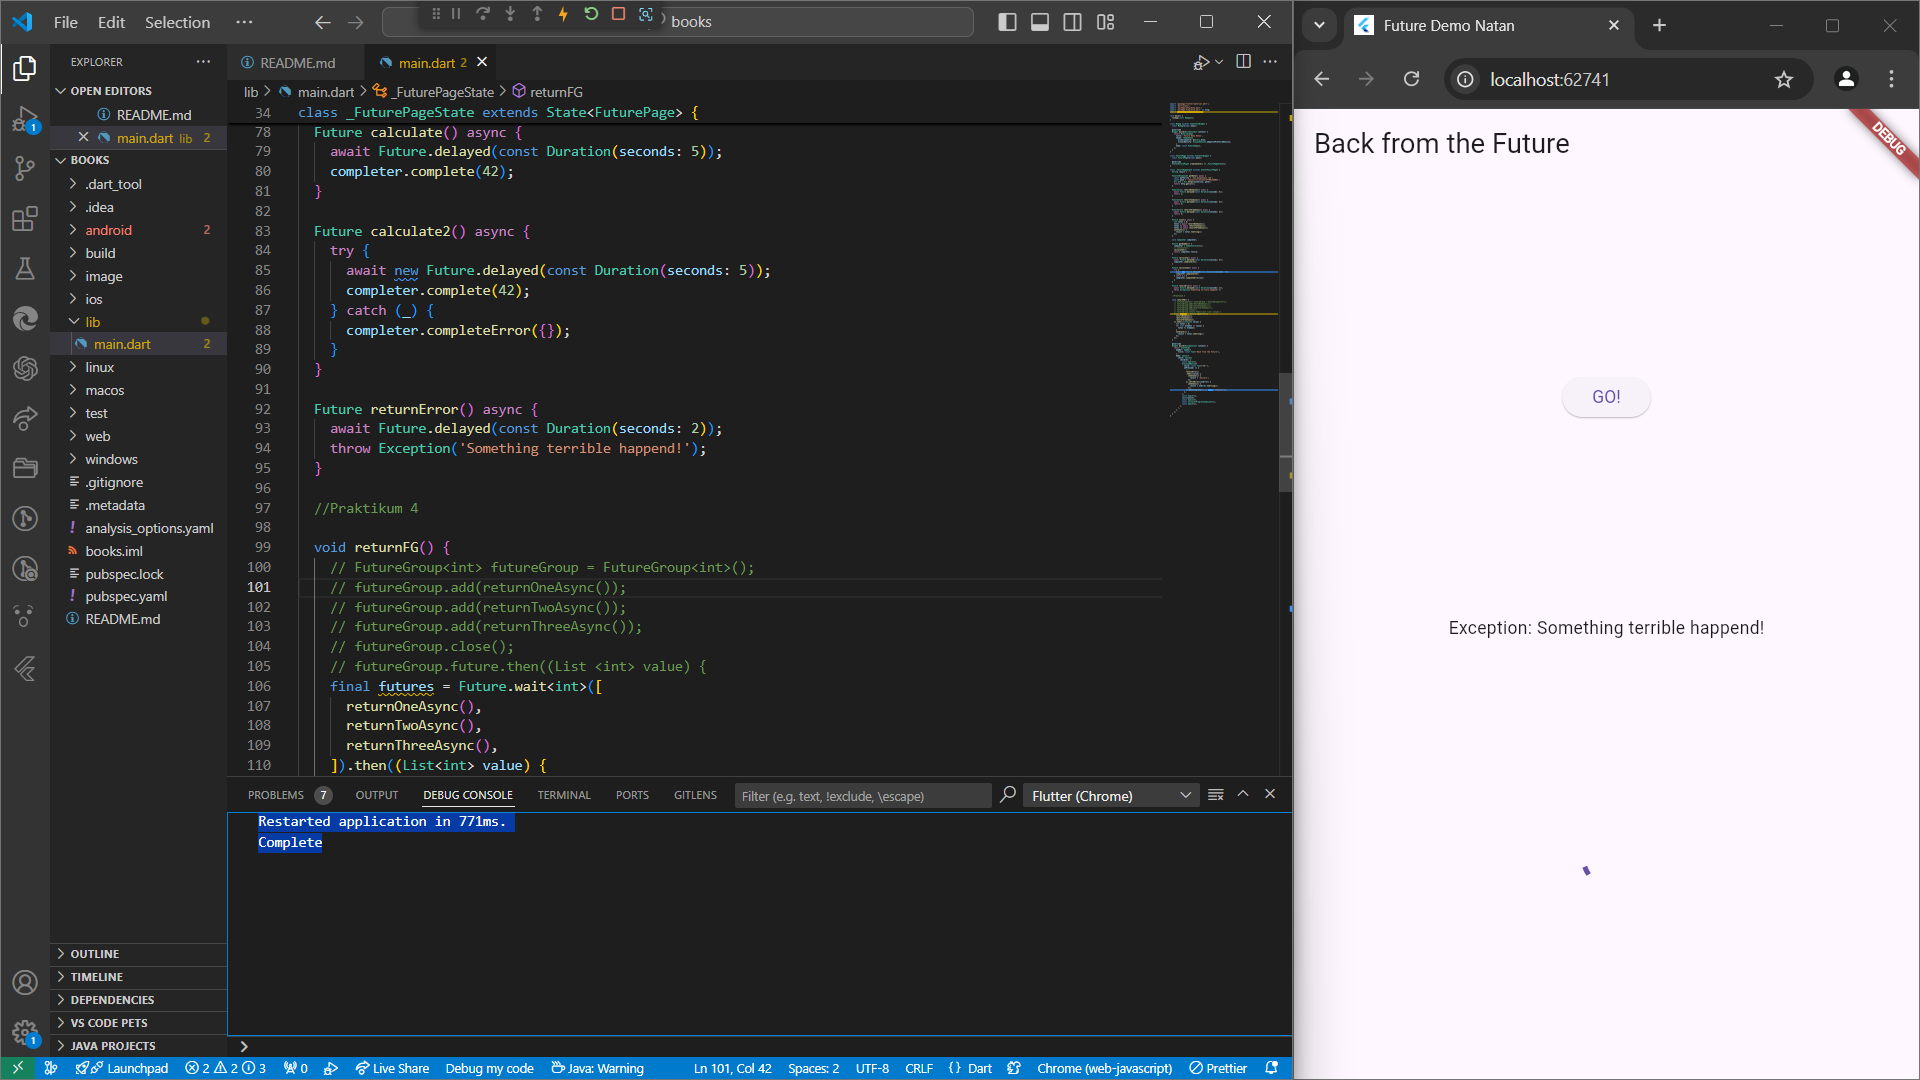 File Edit Selection ··· books
EXPLORER ···
OPEN EDITORS
README.md
main.dart lib 2
BOOKS
.dart_tool
.idea
android 2
build
image
ios
lib
main.dart 2
linux
macos
test
web
windows
.gitignore
.metadata
analysis_options.yaml
books.iml
pubspec.lock
pubspec.yaml
README.md
OUTLINE
TIMELINE
DEPENDENCIES
VS CODE PETS
JAVA PROJECTS
1
1
README.md main.dart 2
lib > main.dart > _FuturePageState > returnFG
34 class _FuturePageState extends State<FuturePage> {
78 Future calculate() async {
79 await Future.delayed(const Duration(seconds: 5));
80 completer.complete(42);
81 }
82
83 Future calculate2() async {
84 try {
85 await new Future.delayed(const Duration(seconds: 5));
86 completer.complete(42);
87 } catch (_) {
88 completer.completeError({});
89 }
90 }
91
92 Future returnError() async {
93 await Future.delayed(const Duration(seconds: 2));
94 throw Exception('Something terrible happend!');
95 }
96
97 //Praktikum 4
98
99 void returnFG() {
100 // FutureGroup<int> futureGroup = FutureGroup<int>();
101 // futureGroup.add(returnOneAsync());
102 // futureGroup.add(returnTwoAsync());
103 // futureGroup.add(returnThreeAsync());
104 // futureGroup.close();
105 // futureGroup.future.then((List <int> value) {
106 final futures = Future.wait<int>([
107 returnOneAsync(),
108 returnTwoAsync(),
109 returnThreeAsync(),
110 ]).then((List<int> value) {
PROBLEMS 7 OUTPUT DEBUG CONSOLE TERMINAL PORTS GITLENS Filter (e.g. text, !exclude, \escape) Flutter (Chrome)
Restarted application in 771ms.
Complete
Launchpad 2 2 3 0 Live Share Debug my code Java: Warning Ln 101, Col 42 Spaces: 2 UTF-8 CRLF {} Dart Chrome (web-javascript) Prettier
Future Demo Natan
localhost:62741
Back from the Future
DEBUG
GO!
Exception: Something terrible happend!